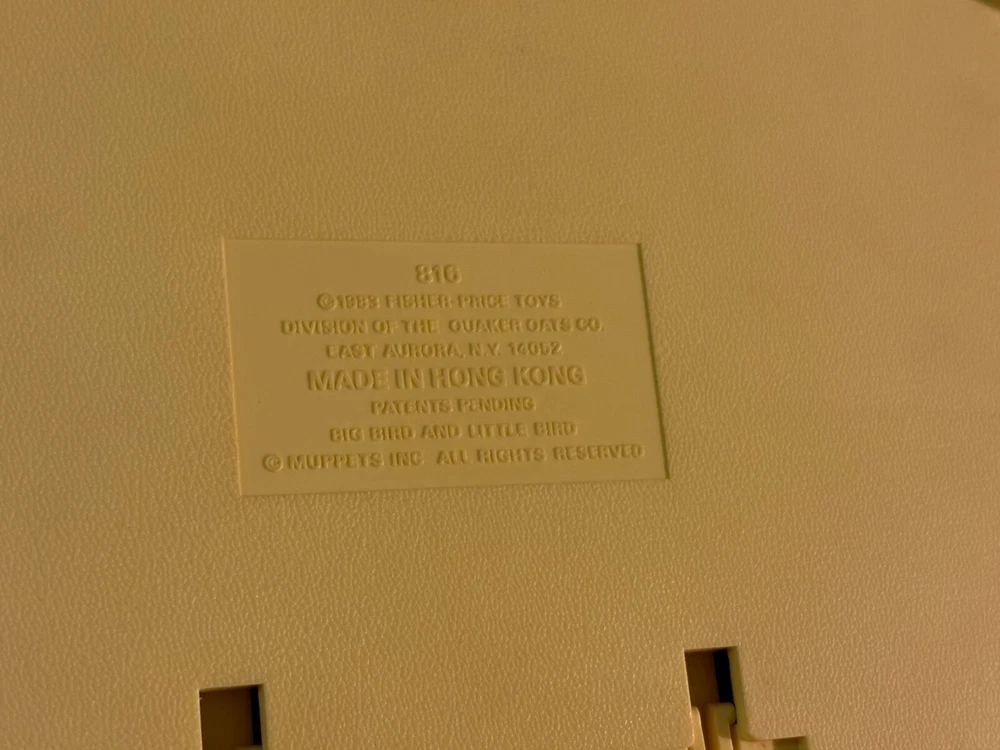 816
©1983 FISHER-PRICE TOYS
DIVISION OF THE QUAKER OATS CO.
EAST AURORA, N.Y. 14052
MADE IN HONG KONG
PATENTS PENDING
BIG BIRD AND LITTLE BIRD
© MUPPETS INC. ALL RIGHTS RESERVED